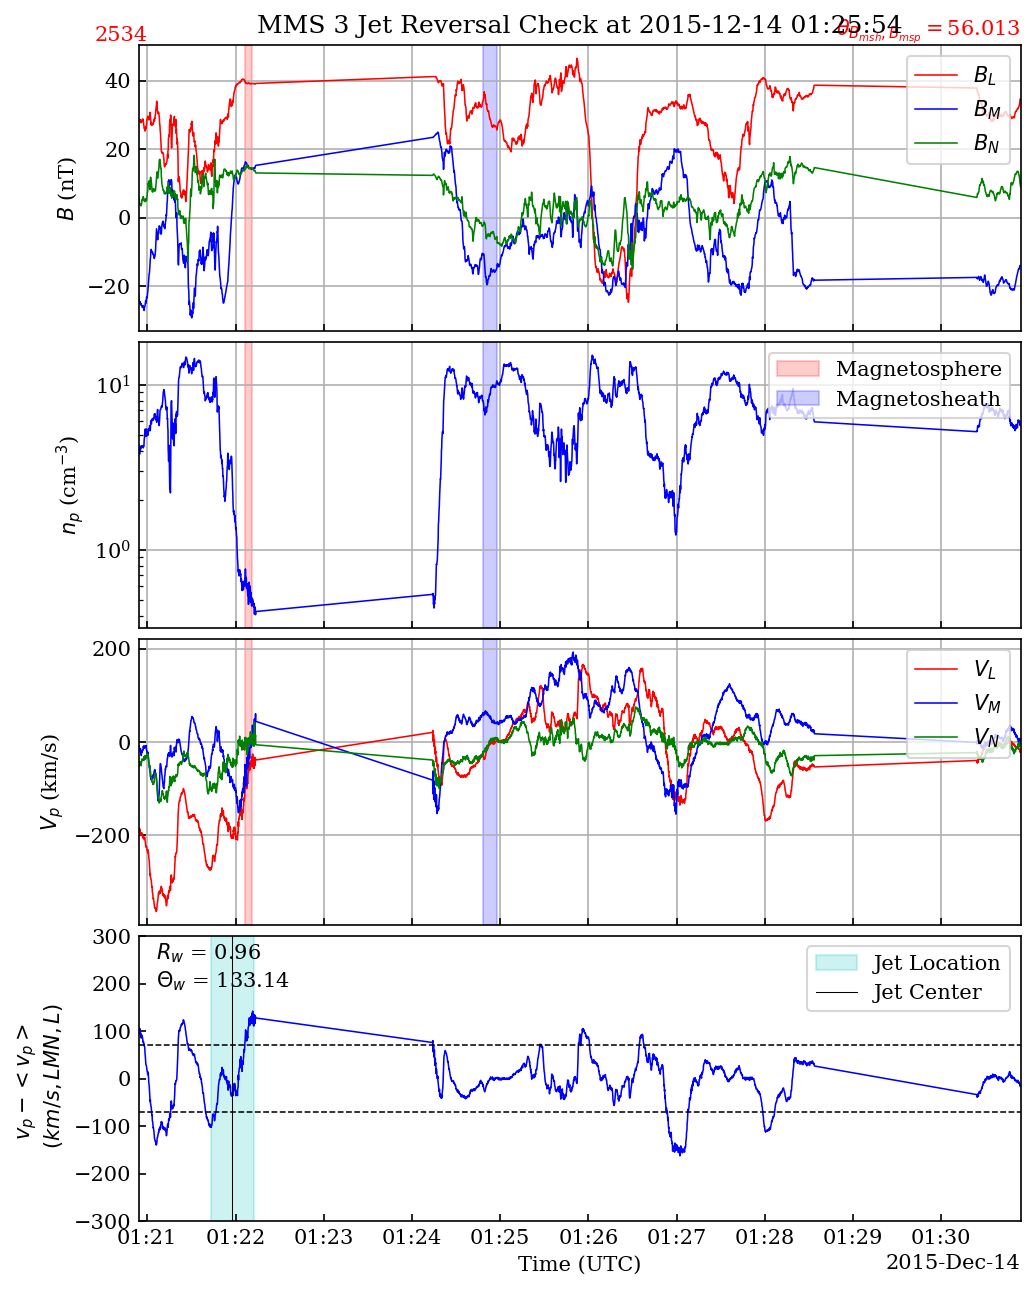 MMS 3 Jet Reversal Check at 2015-12-14 01:25:54
2534
θ_{B_{msh}, B_{msp}} = 56.013
B (nT)
40
20
0
−20
B_L
B_M
B_N
n_p (cm^{−3})
10^1
10^0
Magnetosphere
Magnetosheath
V_p (km/s)
200
0
−200
V_L
V_M
V_N
v_p − < v_p >
(km/s, LMN, L)
300
200
100
0
−100
−200
−300
R_w = 0.96
Θ_w = 133.14
Jet Location
Jet Center
01:21 01:22 01:23 01:24 01:25 01:26 01:27 01:28 01:29 01:30
Time (UTC)
2015-Dec-14